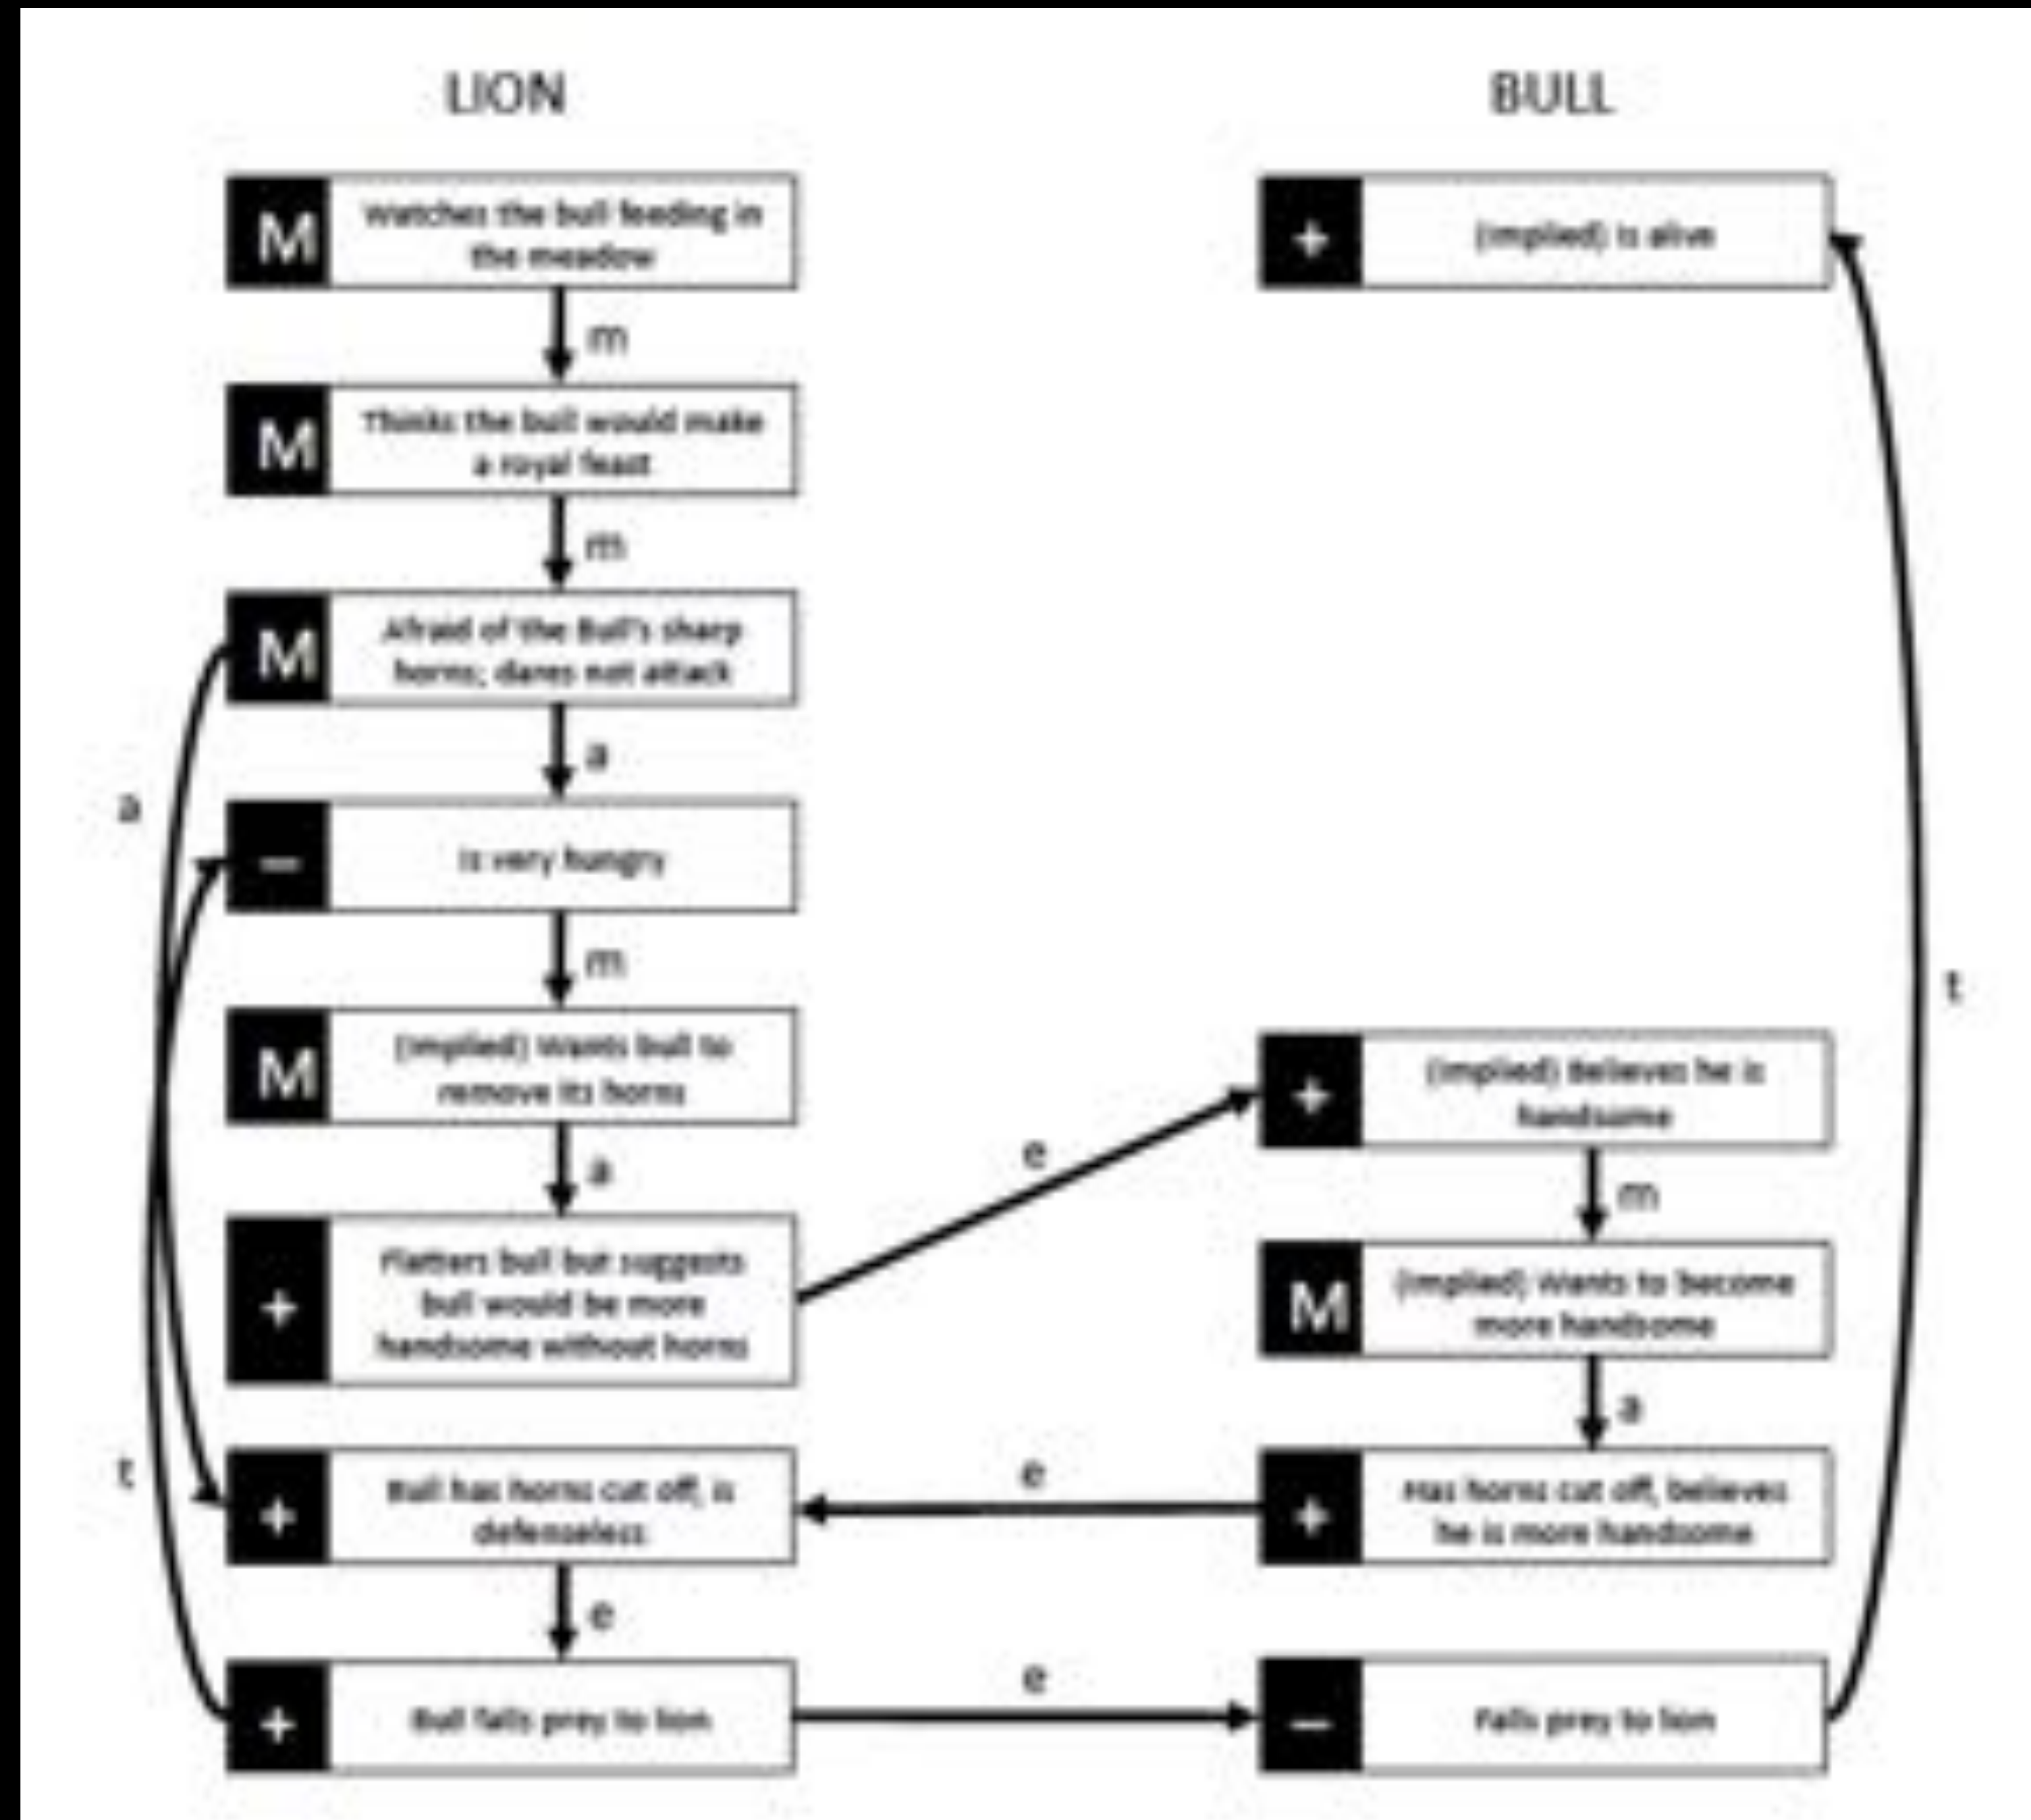 LION
BULL
M
Watches the bull feeding in
the meadow
+
(implied) Is alive
m
M
Thinks the bull would make
a royal feast
m
M
Afraid of the Bull's sharp
horns; dares not attack
a
a
–
Is very hungry
m
t
M
(implied) Wants bull to
remove its horns
+
(implied) Believes he is
handsome
e
a
m
+
Flatters bull but suggests
bull would be more
handsome without horns
M
(implied) Wants to become
more handsome
a
t
+
Bull has horns cut off, is
defenseless
e
+
Has horns cut off, believes
he is more handsome
e
+
Bull falls prey to lion
e
–
Falls prey to lion